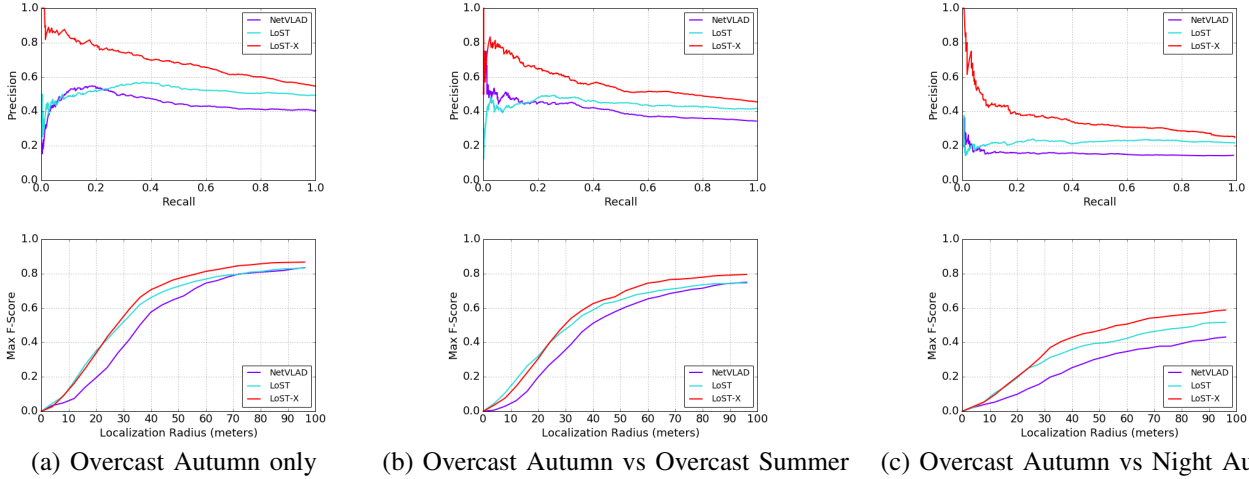 1.0
0.8
0.6
0.4
0.2
0.0
Precision
0.0 0.2 0.4 0.6 0.8 1.0
Recall
NetVLAD
LoST
LoST-X
1.0
0.8
0.6
0.4
0.2
0.0
Precision
0.0 0.2 0.4 0.6 0.8 1.0
Recall
NetVLAD
LoST
LoST-X
1.0
0.8
0.6
0.4
0.2
0.0
Precision
0.0 0.2 0.4 0.6 0.8 1.0
Recall
NetVLAD
LoST
LoST-X
1.0
0.8
0.6
0.4
0.2
0.0
Max F-Score
0 10 20 30 40 50 60 70 80 90 100
Localization Radius (meters)
NetVLAD
LoST
LoST-X
1.0
0.8
0.6
0.4
0.2
0.0
Max F-Score
0 10 20 30 40 50 60 70 80 90 100
Localization Radius (meters)
NetVLAD
LoST
LoST-X
1.0
0.8
0.6
0.4
0.2
0.0
Max F-Score
0 10 20 30 40 50 60 70 80 90 100
Localization Radius (meters)
NetVLAD
LoST
LoST-X
(a) Overcast Autumn only
(b) Overcast Autumn vs Overcast Summer
(c) Overcast Autumn vs Night Au